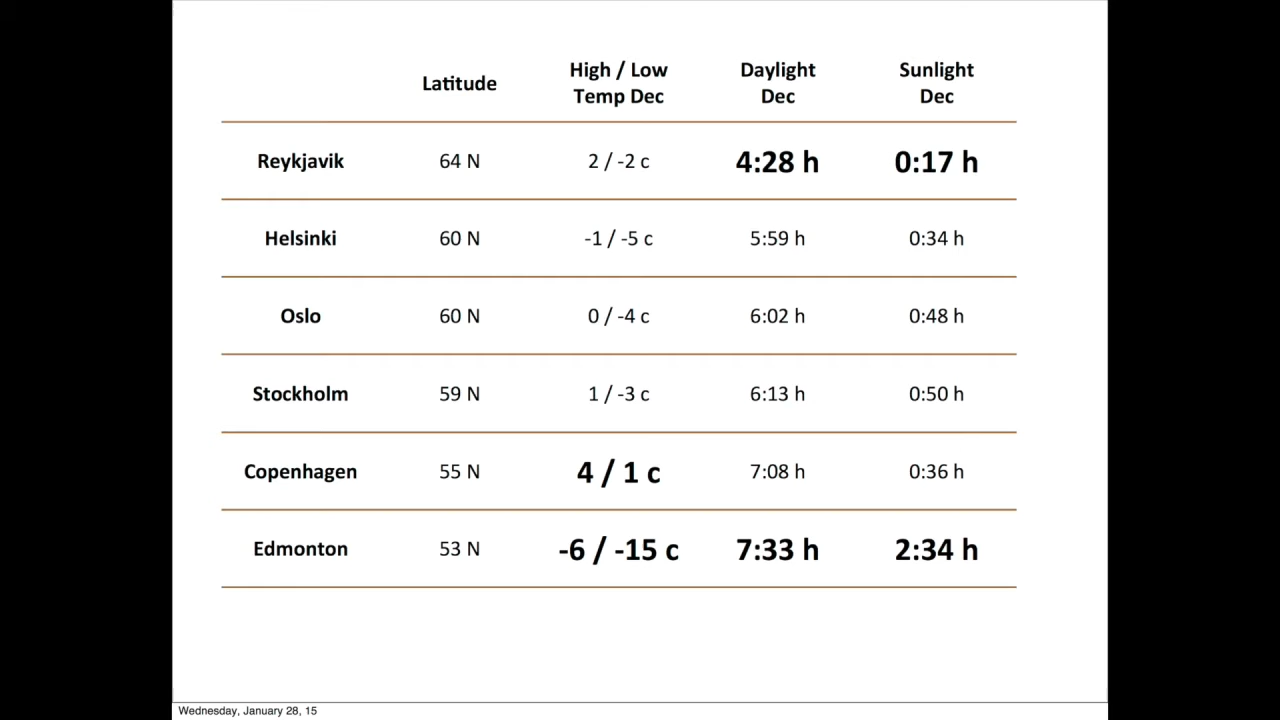 Latitude High / Low Temp Dec Daylight Dec Sunlight Dec
Reykjavik 64 N 2 / -2 c 4:28 h 0:17 h
Helsinki 60 N -1 / -5 c 5:59 h 0:34 h
Oslo 60 N 0 / -4 c 6:02 h 0:48 h
Stockholm 59 N 1 / -3 c 6:13 h 0:50 h
Copenhagen 55 N 4 / 1 c 7:08 h 0:36 h
Edmonton 53 N -6 / -15 c 7:33 h 2:34 h
Wednesday, January 28, 15